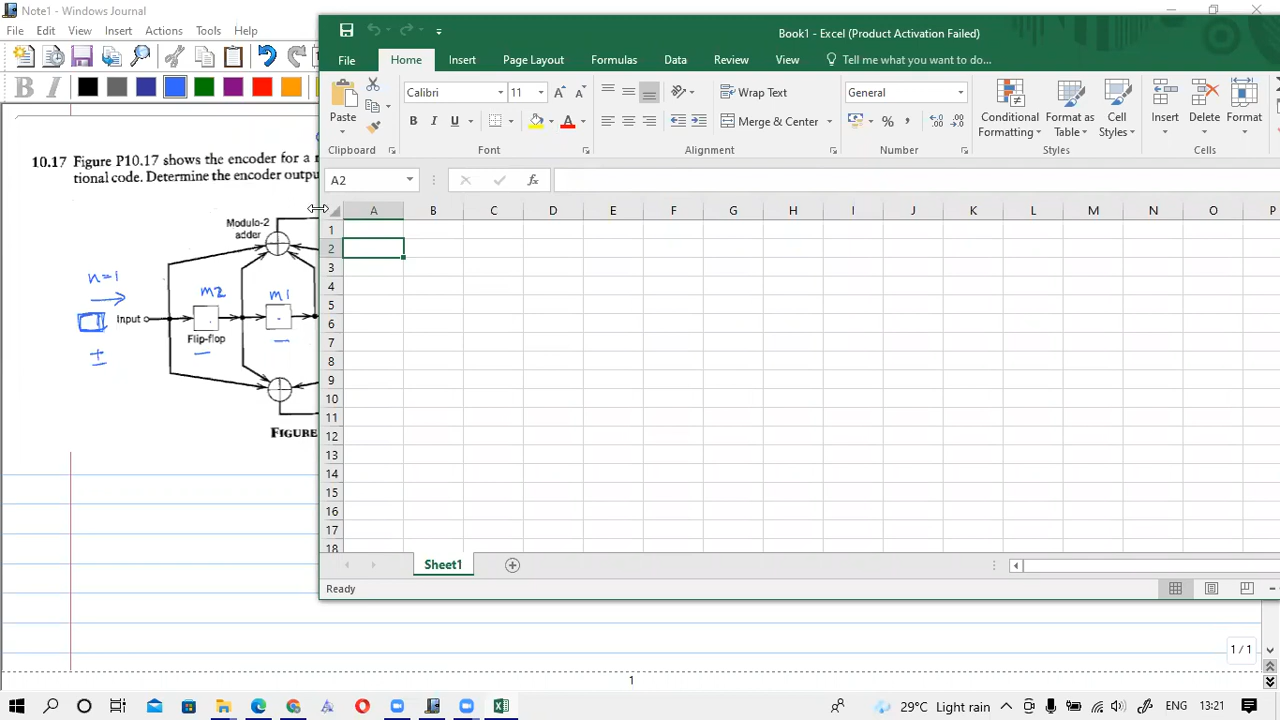 Note1 - Windows Journal
File Edit View Insert Actions Tools Help
B I
10.17 Figure P10.17 shows the encoder for a
tional code. Determine the encoder outpu
Modulo-2
adder
n=1
m2 m1
Input
Flip-flop
+
FIGURE
1 / 1
1
Book1 - Excel (Product Activation Failed)
File Home Insert Page Layout Formulas Data Review View Tell me what you want to do...
Paste
Calibri 11
B I U
Wrap Text
Merge & Center
General
%
Conditional Formatting
Format as Table
Cell Styles
Insert Delete Format
Clipboard Font Alignment Number Styles Cells
A2 fx
A B C D E F G H I J K L M N O P
1
2
3
4
5
6
7
8
9
10
11
12
13
14
15
16
17
18
Sheet1
Ready
29°C Light rain ENG 13:21